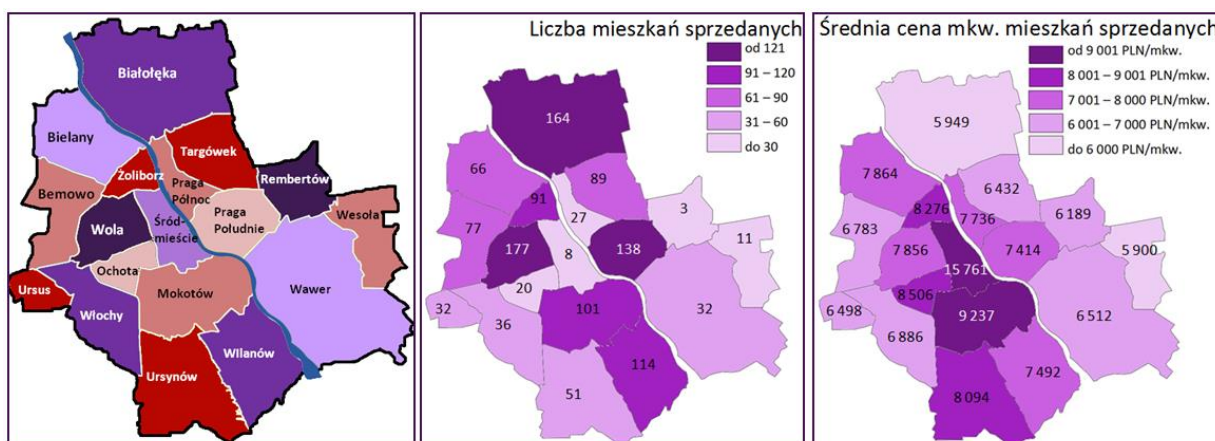 Białołęka
Bielany
Targówek
Żoliborz
Praga
Północ
Rembertów
Bemowo
Wola
Śród-
mieście
Praga
Południe
Wesoła
Ochota
Ursus
Mokotów
Wawer
Włochy
WIlanów
Ursynów
Liczba mieszkań sprzedanych
od 121
91 – 120
61 – 90
31 – 60
do 30
164
66
89
91
27
3
77
177
8
138
11
20
32
36
101
32
114
51
Średnia cena mkw. mieszkań sprzedanych
od 9 001 PLN/mkw.
8 001 – 9 001 PLN/mkw.
7 001 – 8 000 PLN/mkw.
6 001 – 7 000 PLN/mkw.
do 6 000 PLN/mkw.
5 949
7 864
6 432
8 276
7 736
6 189
6 783
7 856
7 414
5 900
15 761
8 506
6 498
9 237
6 886
6 512
7 492
8 094